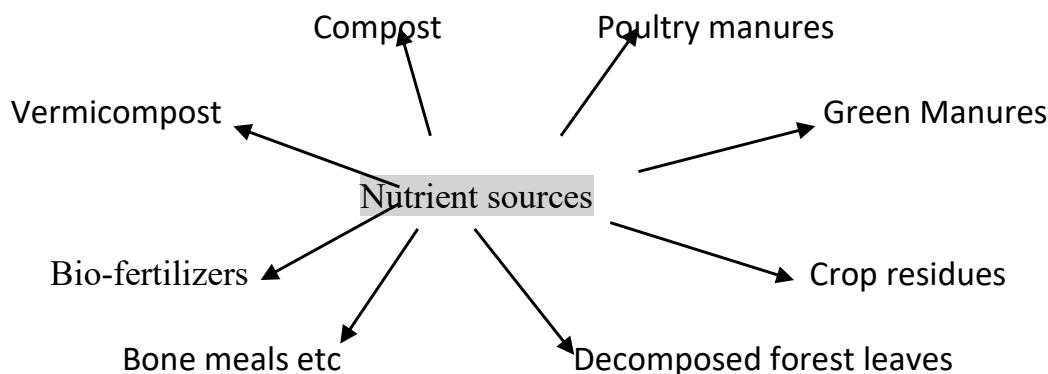 Compost Poultry manures
Vermicompost Green Manures
Nutrient sources
Bio-fertilizers Crop residues
Bone meals etc Decomposed forest leaves